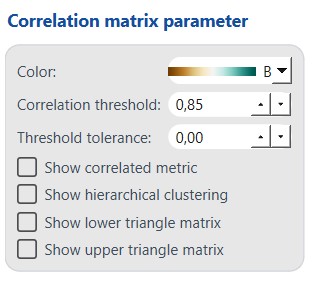 Correlation matrix parameter
Color: B
Correlation threshold: 0,85
Threshold tolerance: 0,00
Show correlated metric
Show hierarchical clustering
Show lower triangle matrix
Show upper triangle matrix